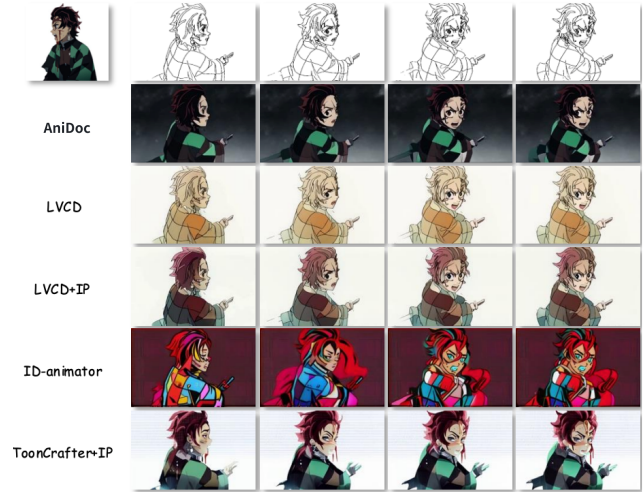 AniDoc
LVCD
LVCD+IP
ID-animator
ToonCrafter+IP